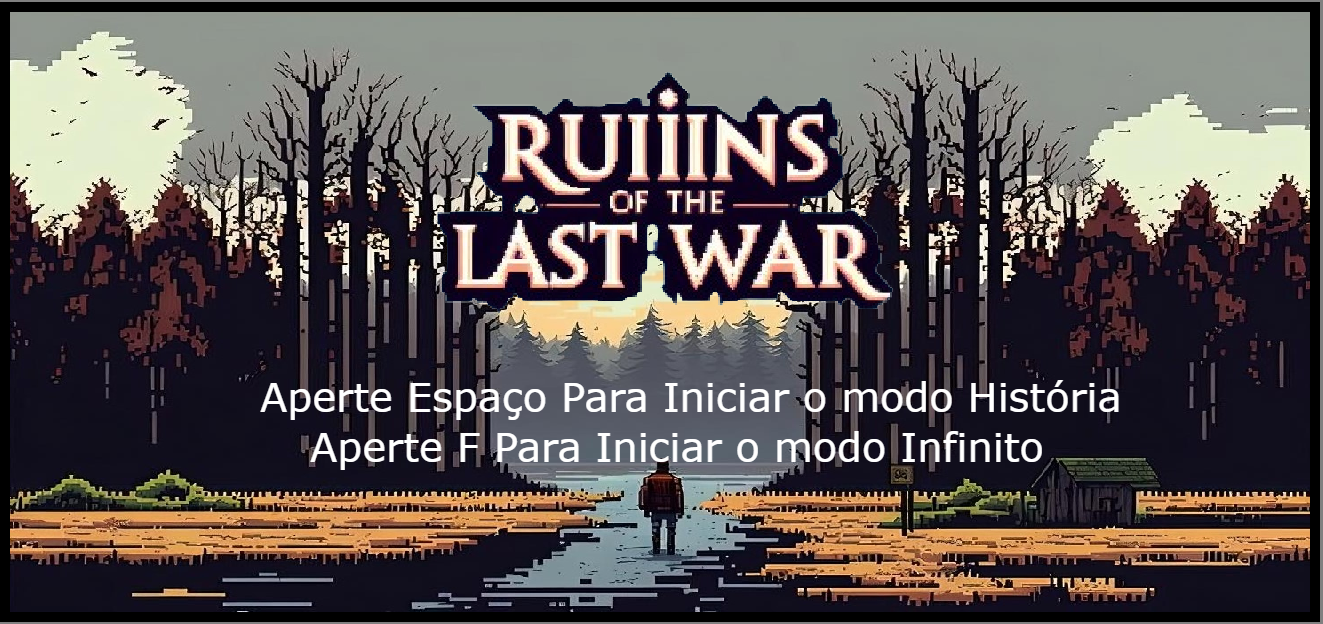 RUIIINS
OF THE
LAST WAR
Aperte Espaço Para Iniciar o modo História
Aperte F Para Iniciar o modo Infinito